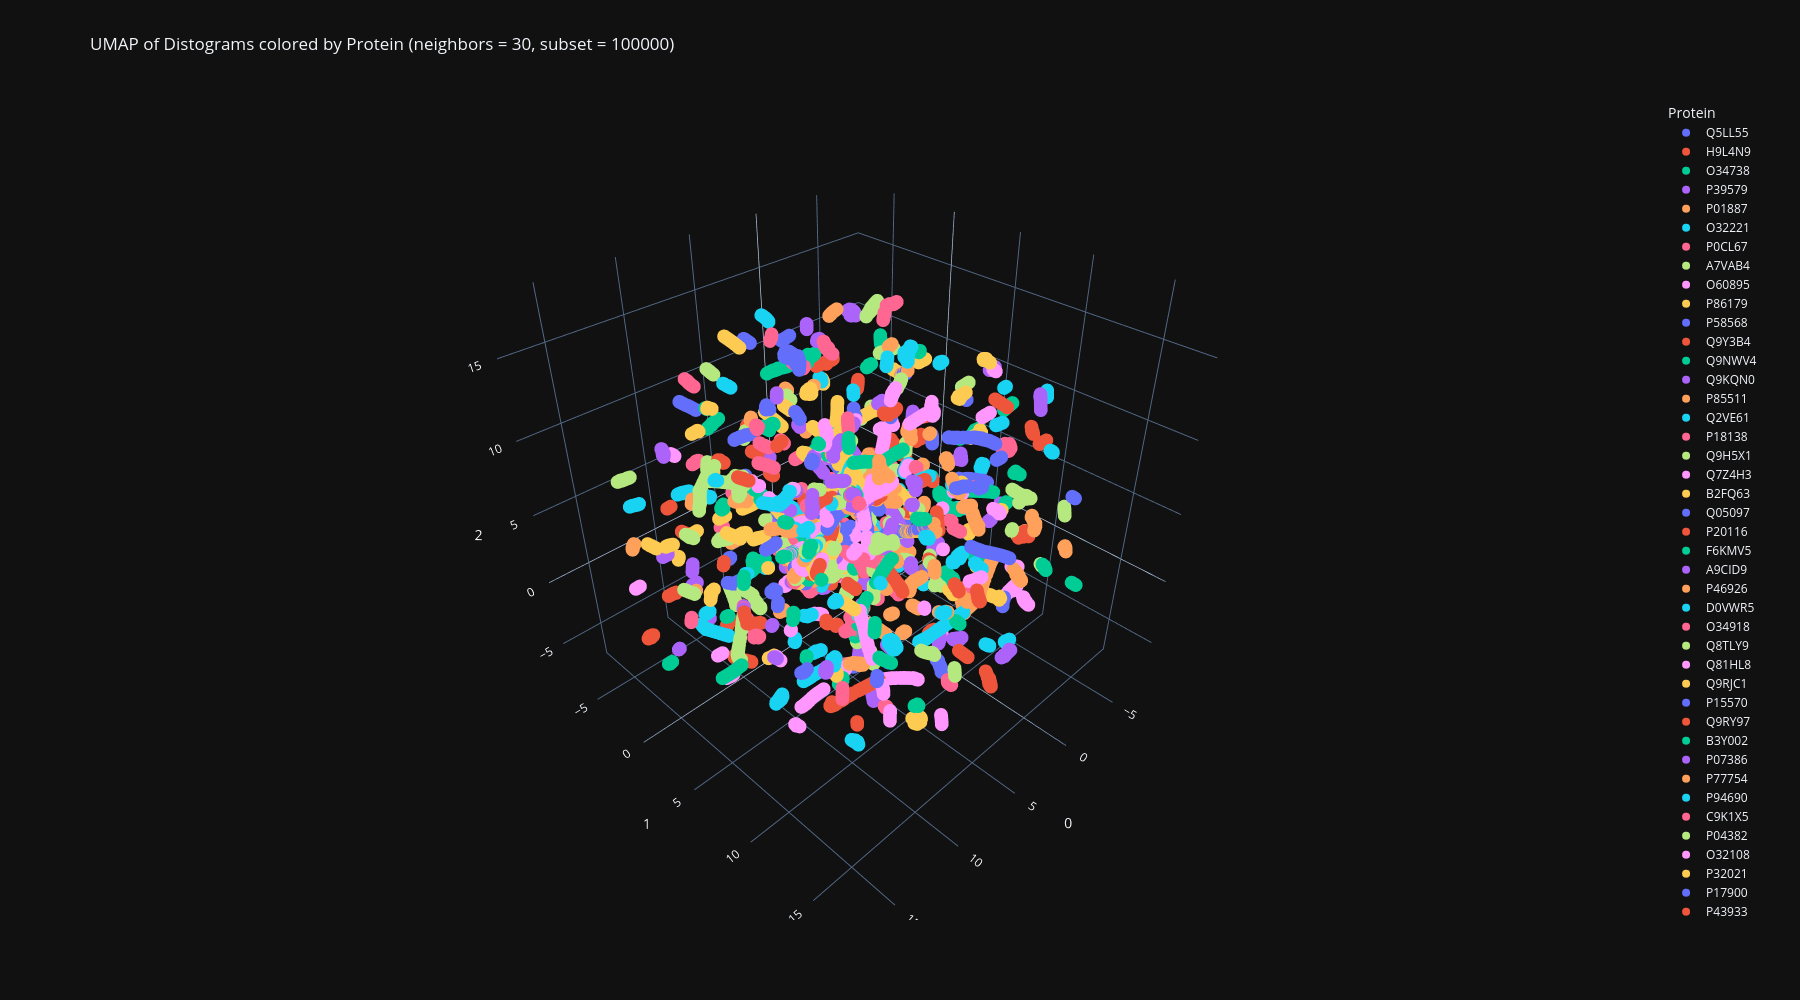 UMAP of Distograms colored by Protein (neighbors = 30, subset = 100000)
Protein
Q5LL55
H9L4N9
O34738
P39579
P01887
O32221
P0CL67
A7VAB4
O60895
P86179
P58568
Q9Y3B4
Q9NWV4
Q9KQN0
P85511
Q2VE61
P18138
Q9H5X1
Q7Z4H3
B2FQ63
Q05097
P20116
F6KMV5
A9CID9
P46926
D0VWR5
O34918
Q8TLY9
Q81HL8
Q9RJC1
P15570
Q9RY97
B3Y002
P07386
P77754
P94690
C9K1X5
P04382
O32108
P32021
P17900
P43933
15
10
5
2
0
−5
−5
0
5
1
10
15
−5
0
5
0
10